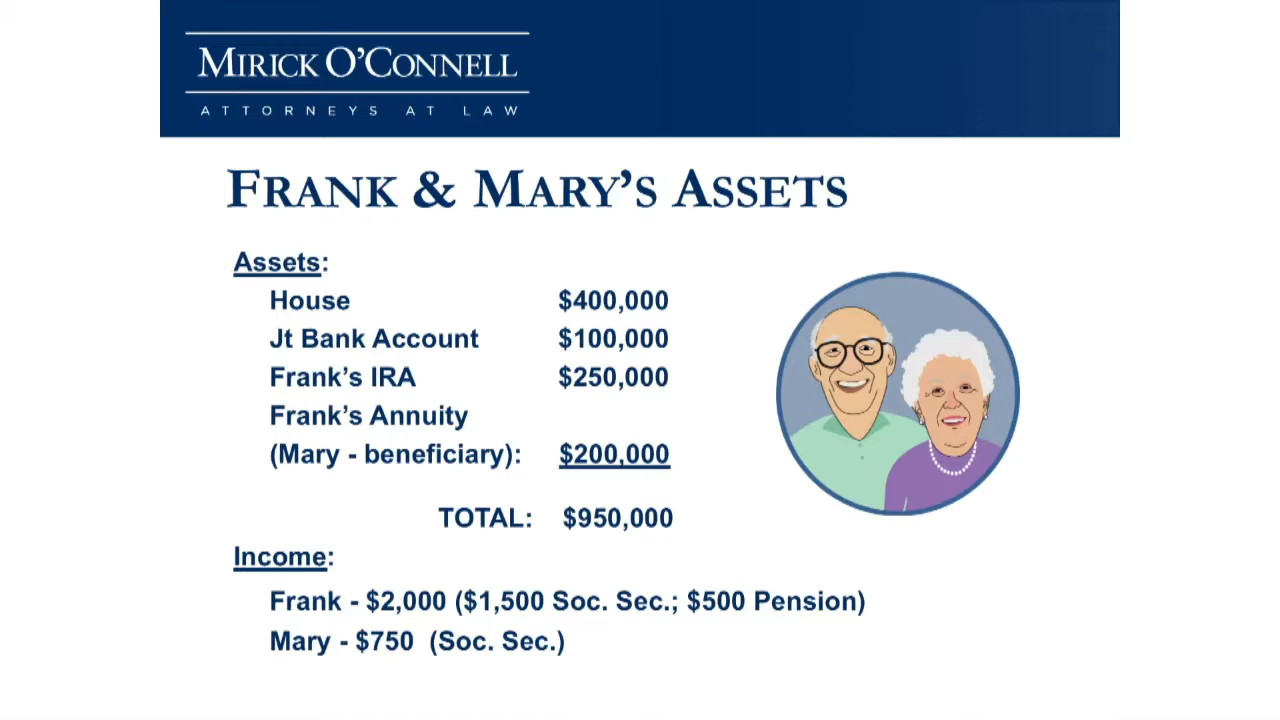 MIRICK O'CONNELL
ATTORNEYS AT LAW
FRANK & MARY'S ASSETS
Assets:
House $400,000
Jt Bank Account $100,000
Frank's IRA $250,000
Frank's Annuity
(Mary - beneficiary): $200,000
TOTAL: $950,000
Income:
Frank - $2,000 ($1,500 Soc. Sec.; $500 Pension)
Mary - $750 (Soc. Sec.)